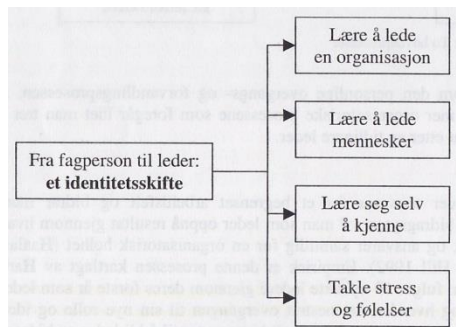 Lære å lede
en organisasjon
Lære å lede
mennesker
Fra fagperson til leder:
et identitetsskifte
Lære seg selv
å kjenne
Takle stress
og følelser